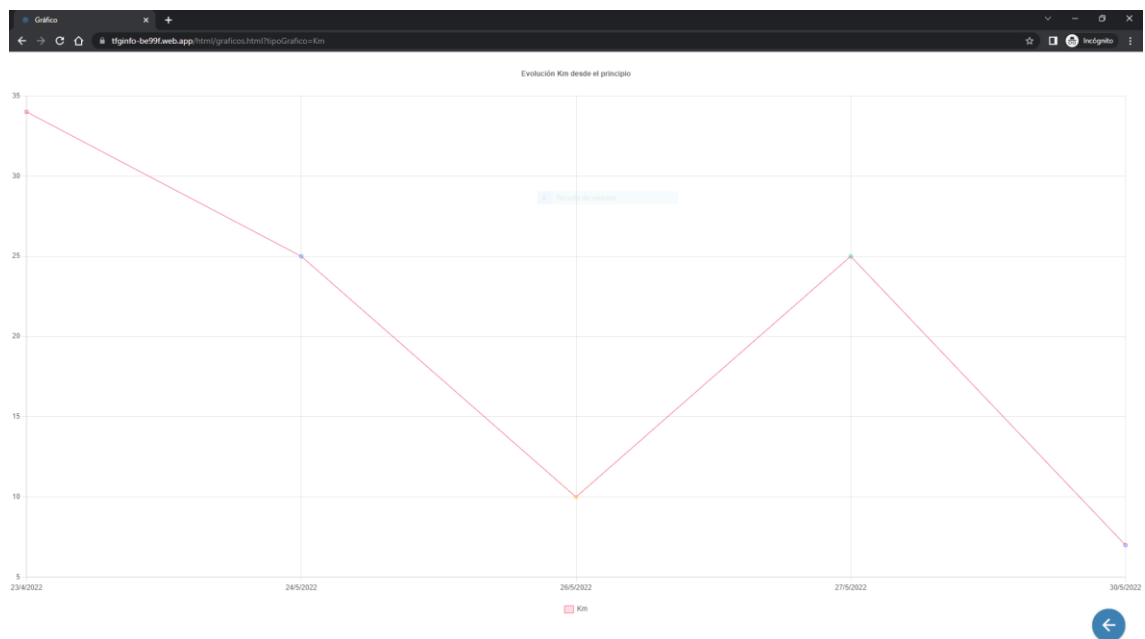 Gráfico
tfginfo-be99f.web.app/html/graficos.html?tipoGrafico=Km
Incógnito
Evolución Km desde el principio
35
30
25
20
15
10
5
23/4/2022 24/5/2022 26/5/2022 27/5/2022 30/5/2022
Km